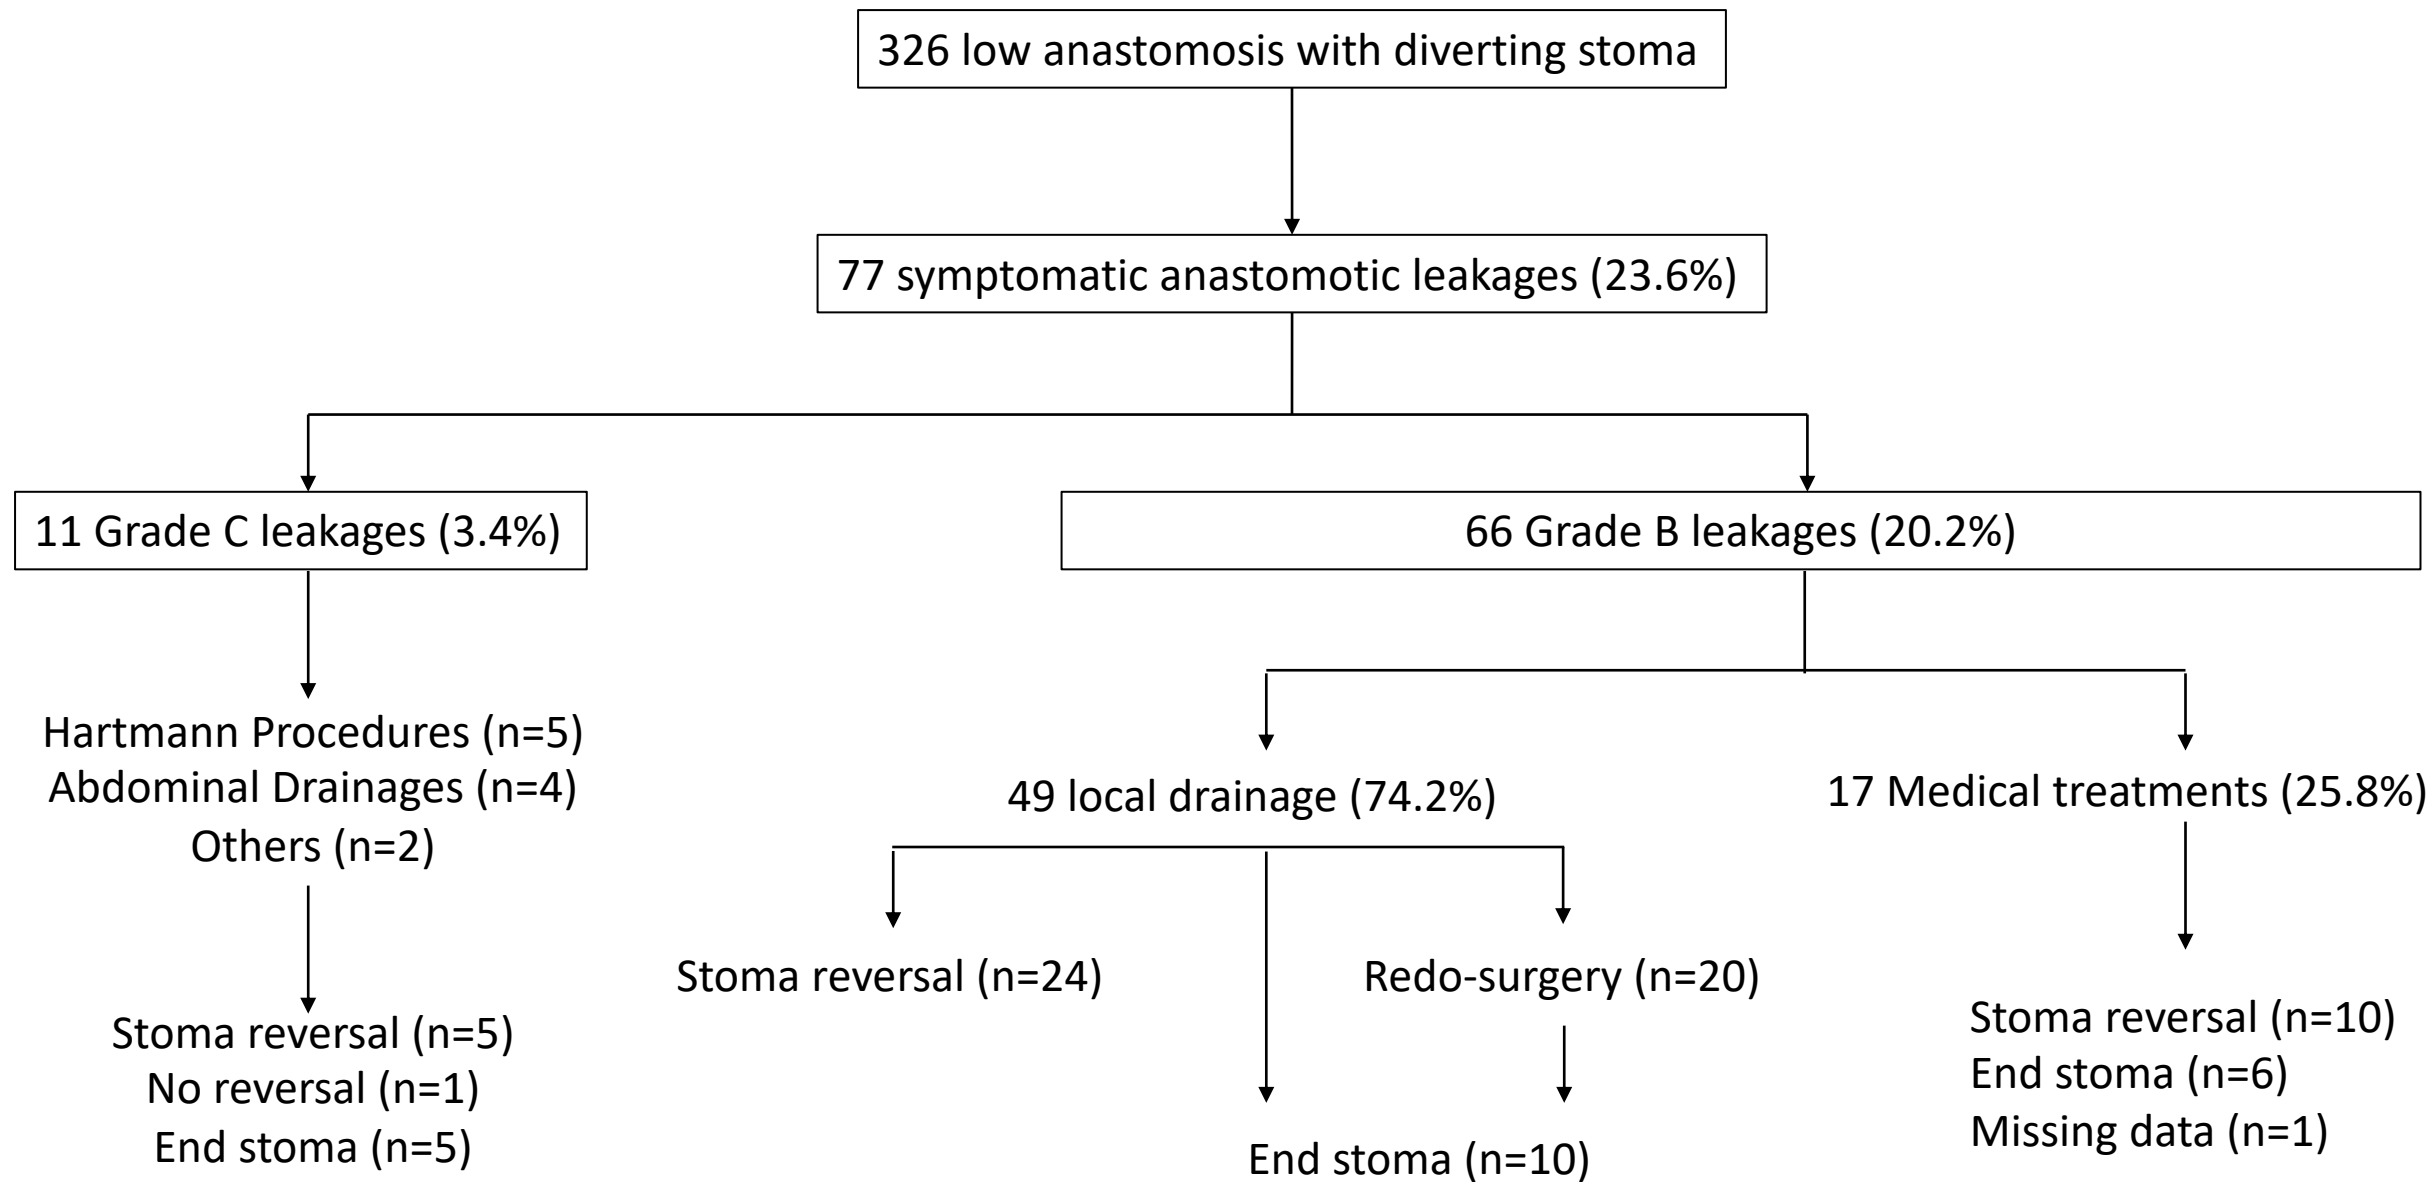 326 low anastomosis with diverting stoma
77 symptomatic anastomotic leakages (23.6%)
11 Grade C leakages (3.4%)
66 Grade B leakages (20.2%)
Hartmann Procedures (n=5)
Abdominal Drainages (n=4)
Others (n=2)
49 local drainage (74.2%)
17 Medical treatments (25.8%)
Stoma reversal (n=24)
Redo-surgery (n=20)
Stoma reversal (n=5)
No reversal (n=1)
End stoma (n=5)
End stoma (n=10)
Stoma reversal (n=10)
End stoma (n=6)
Missing data (n=1)